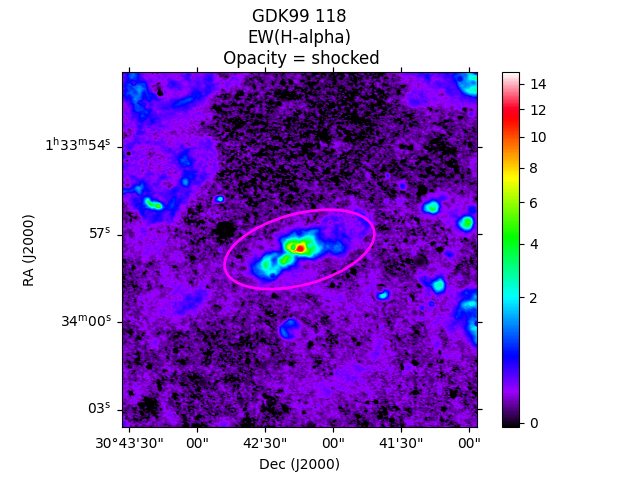 GDK99 118
EW(H-alpha)
Opacity = shocked
14
12
10
8
6
4
2
0
1ʰ33ᵐ54ˢ
57ˢ
34ᵐ00ˢ
03ˢ
RA (J2000)
30°43'30" 00" 42'30" 00" 41'30" 00"
Dec (J2000)